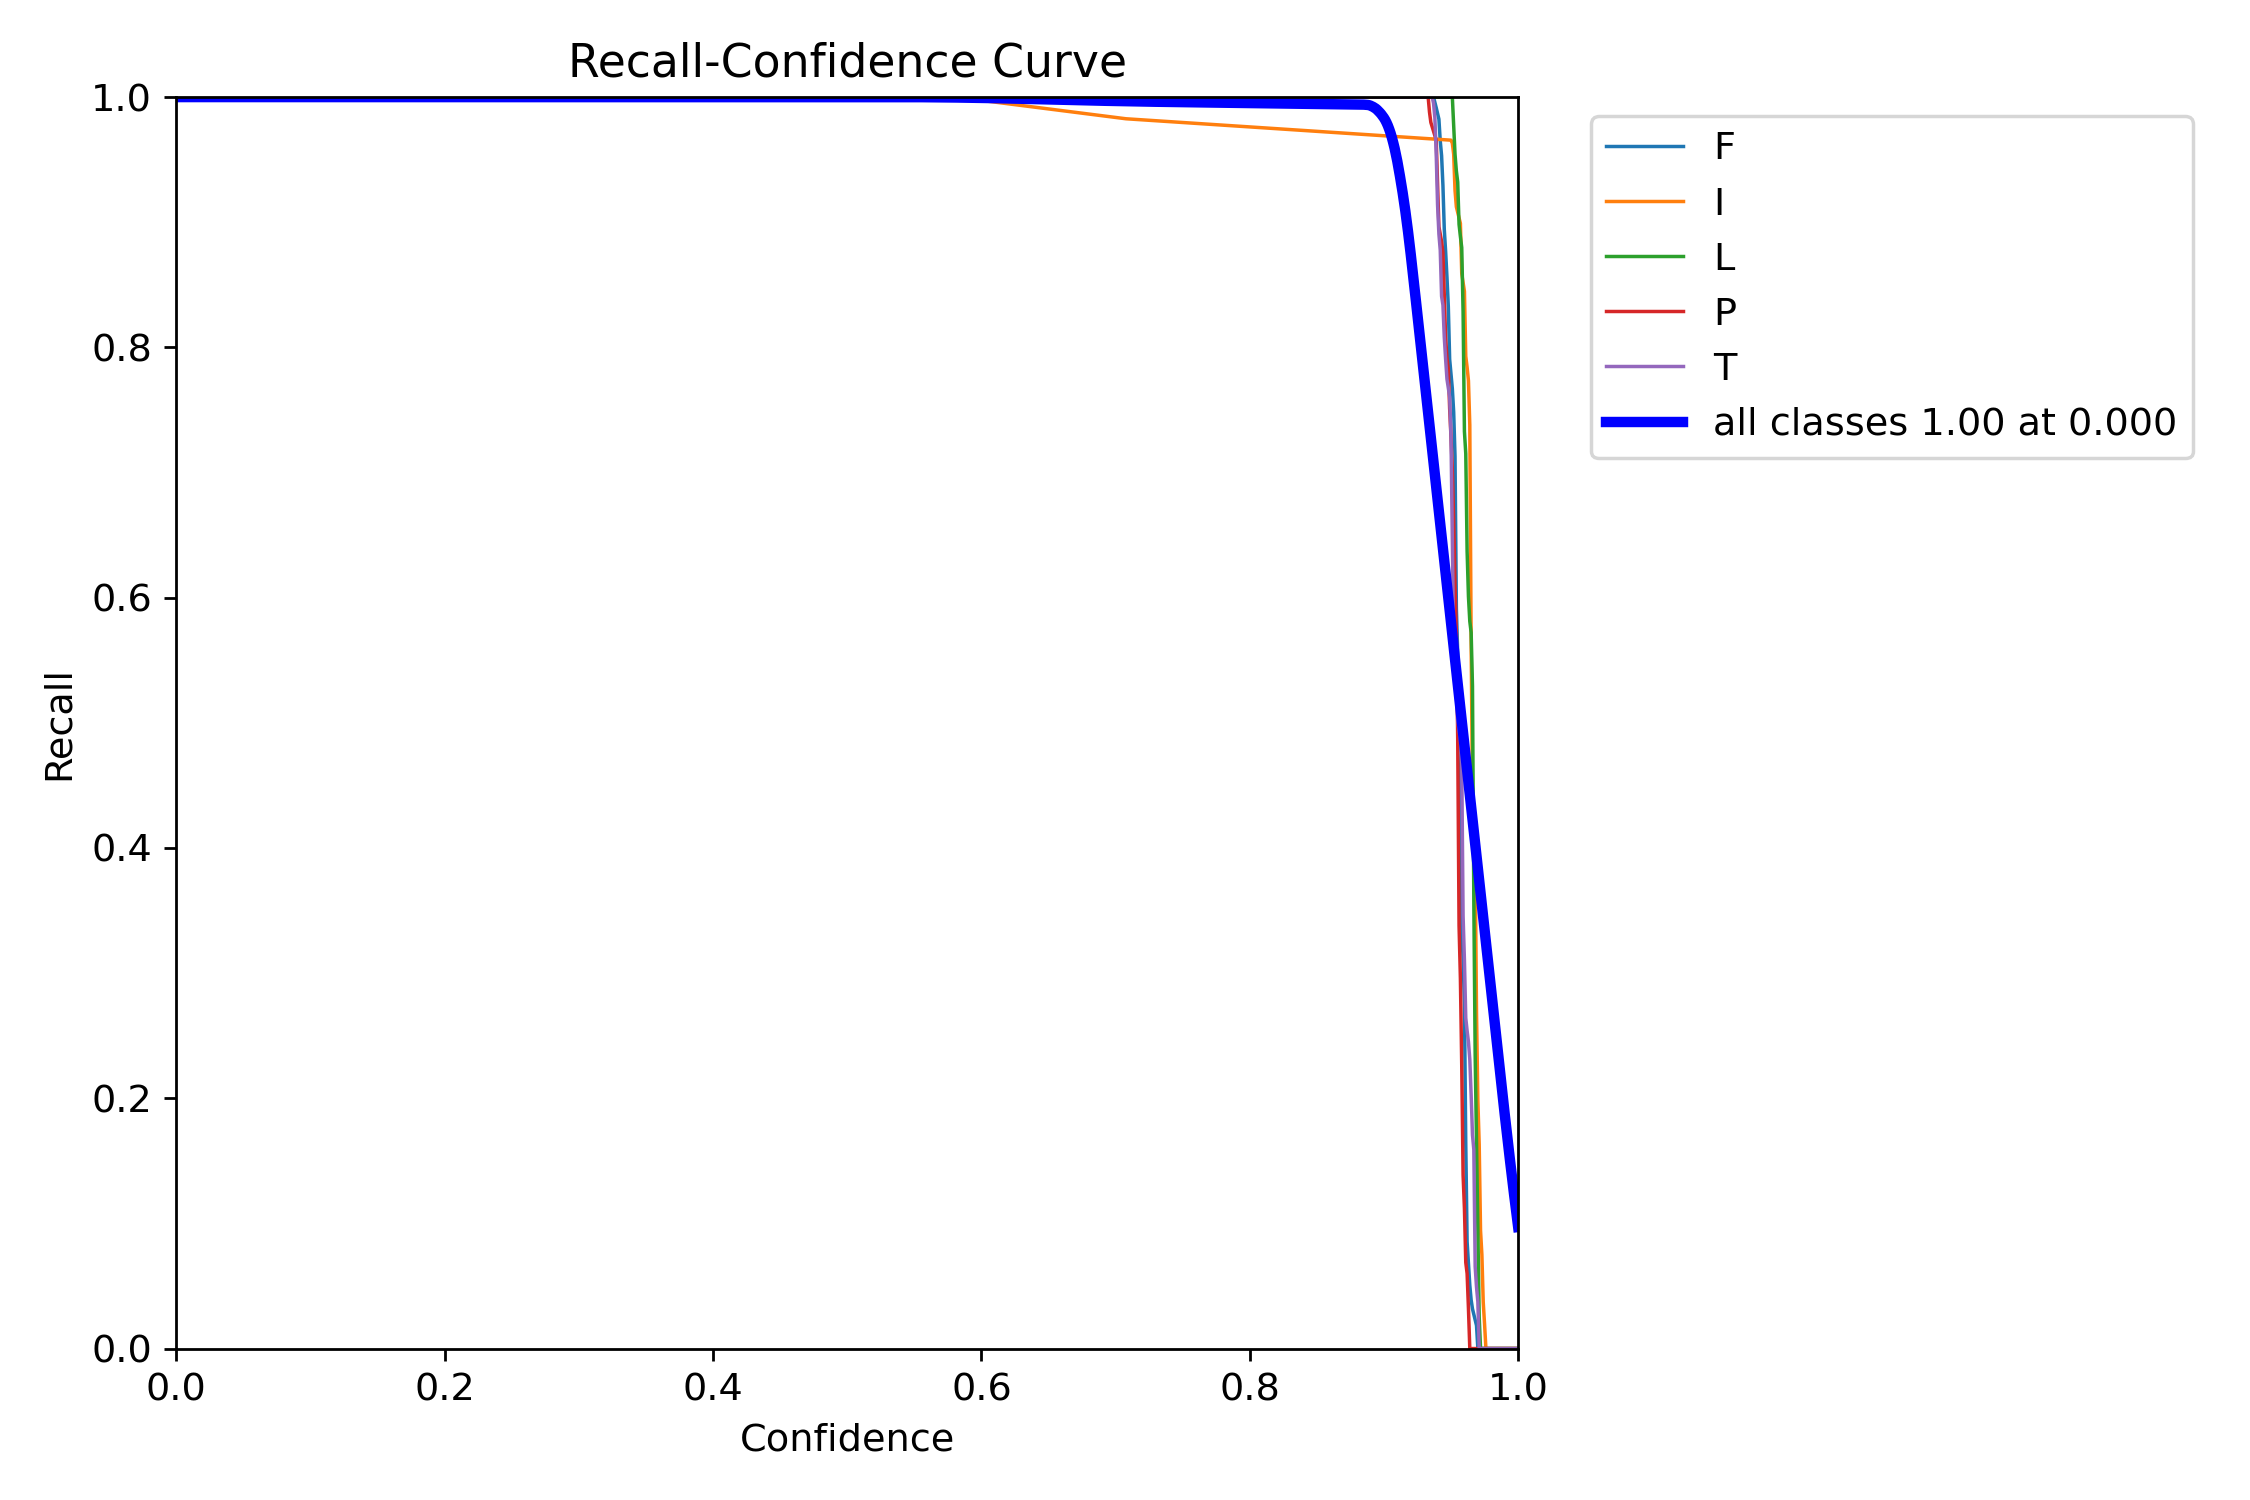 Recall-Confidence Curve
1.0
0.8
0.6
0.4
0.2
0.0
Recall
0.0 0.2 0.4 0.6 0.8 1.0
Confidence
F
I
L
P
T
all classes 1.00 at 0.000